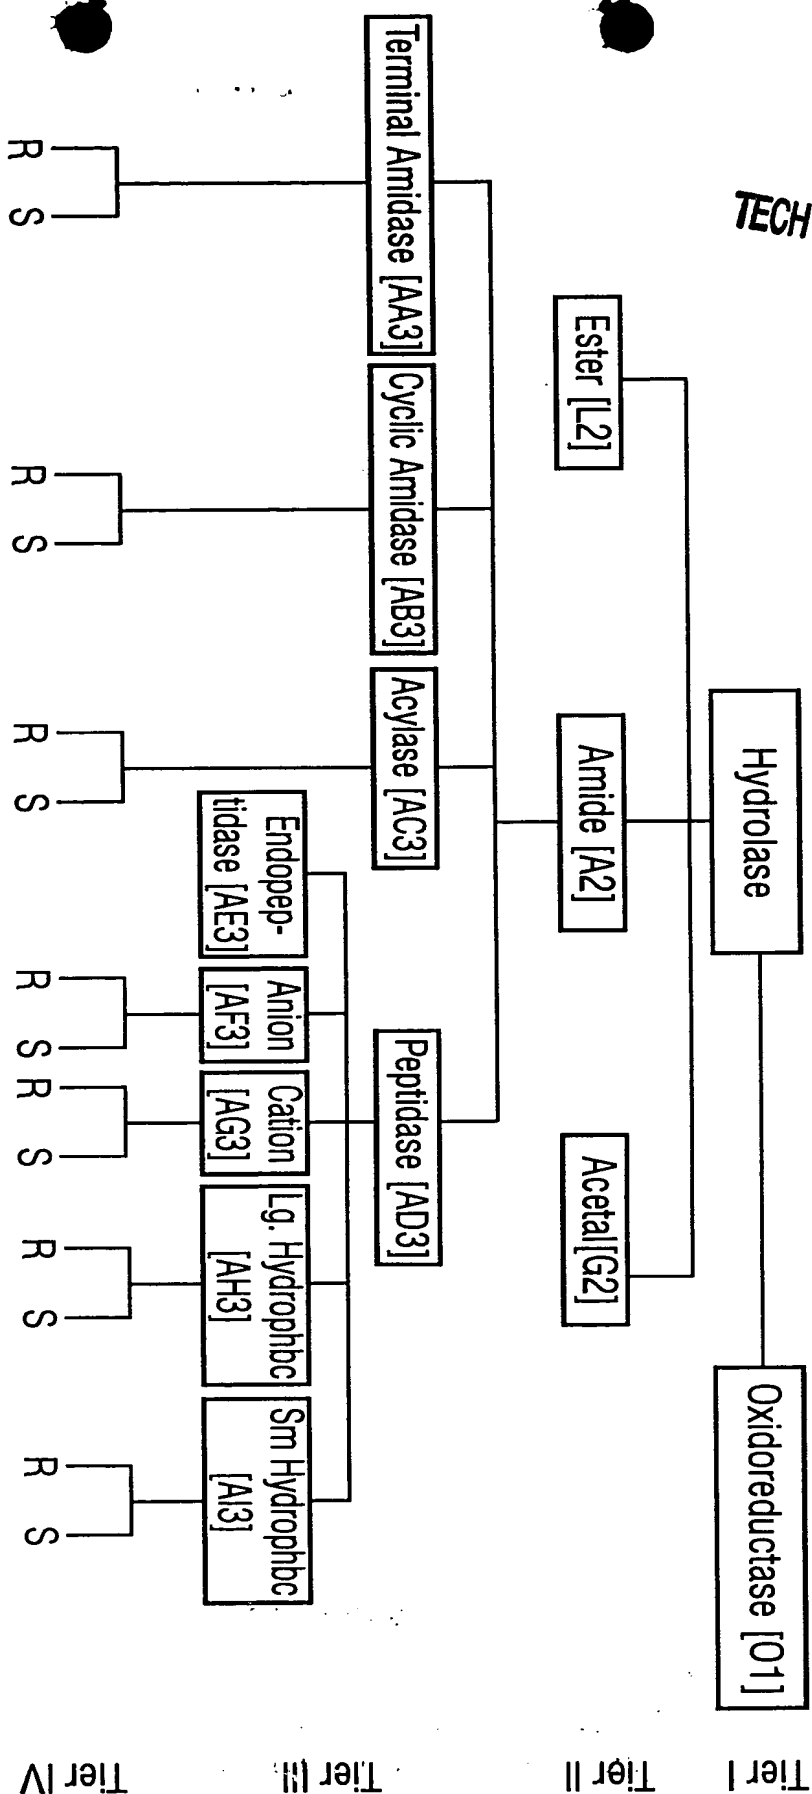 TECH
Tier I
Hydrolase
Oxidoreductase [O1]
Tier II
Ester [L2]
Amide [A2]
Acetal[G2]
Tier III
Terminal Amidase [AA3]
Cyclic Amidase [AB3]
Acylase [AC3]
Peptidase [AD3]
Endopep-
tidase [AE3]
Anion
[AF3]
Cation
[AG3]
Lg. Hydrophbc
[AH3]
Sm Hydrophbc
[AI3]
Tier IV
R S
R S
R S
R S
R S
R S
R S